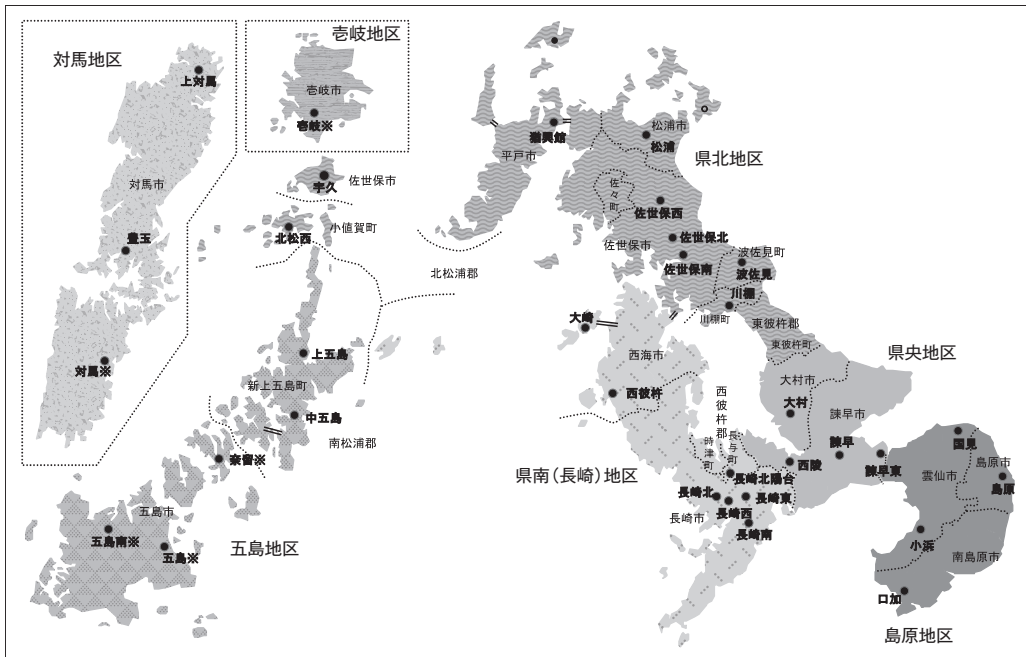 対馬地区
上対馬
対馬市
豊玉
対馬※
壱岐地区
壱岐市
壱岐※
宇久
佐世保市
北松西
小値賀町
北松浦郡
上五島
新上五島町
中五島
南松浦郡
奈留※
五島市
五島南※
五島※
五島地区
猶興館
平戸市
松浦市
松浦
県北地区
佐々町
佐世保西
佐世保北
佐世保市
佐世保南
波佐見町
波佐見
川棚
川棚町
東彼杵郡
東彼杵町
大崎
西海市
西彼杵
西彼杵郡
時津町
長与町
県南(長崎)地区
長崎北陽台
長崎北
長崎西
長崎東
長崎市
長崎南
県央地区
大村市
大村
諫早市
諫早
西陵
諫早東
国見
島原市
島原
雲仙市
小浜
南島原市
口加
島原地区